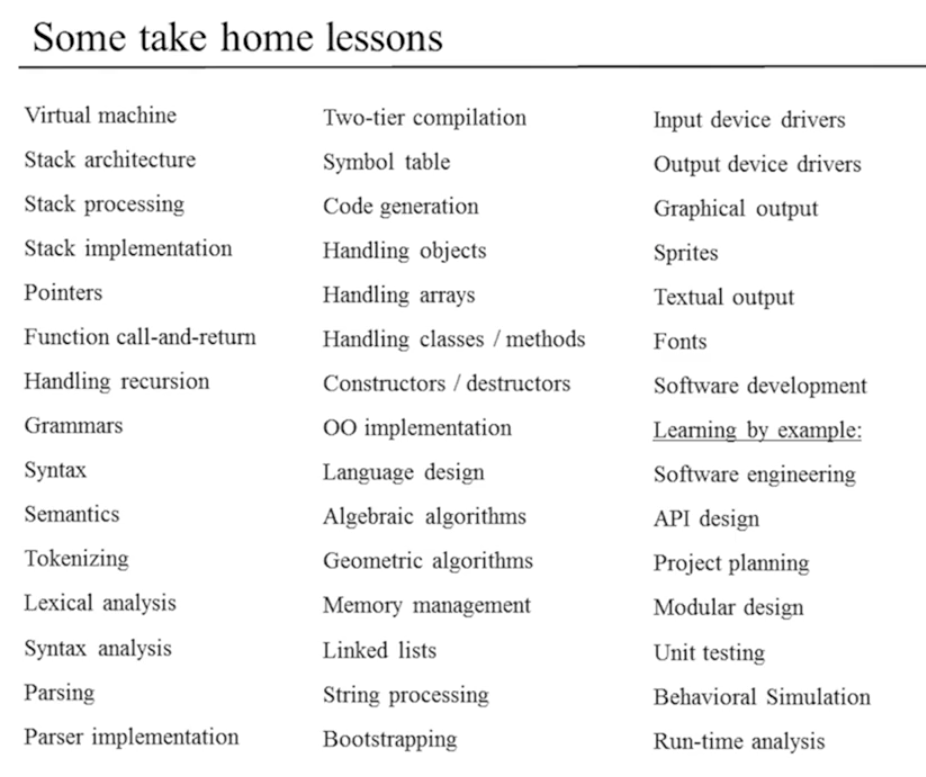 Some take home lessons
Virtual machine
Stack architecture
Stack processing
Stack implementation
Pointers
Function call-and-return
Handling recursion
Grammars
Syntax
Semantics
Tokenizing
Lexical analysis
Syntax analysis
Parsing
Parser implementation
Two-tier compilation
Symbol table
Code generation
Handling objects
Handling arrays
Handling classes / methods
Constructors / destructors
OO implementation
Language design
Algebraic algorithms
Geometric algorithms
Memory management
Linked lists
String processing
Bootstrapping
Input device drivers
Output device drivers
Graphical output
Sprites
Textual output
Fonts
Software development
Learning by example:
Software engineering
API design
Project planning
Modular design
Unit testing
Behavioral Simulation
Run-time analysis